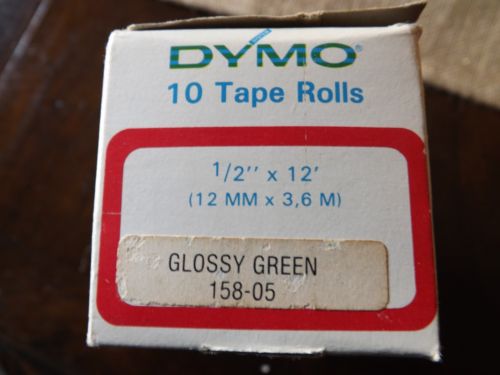 DYMO®
10 Tape Rolls
1/2'' x 12'
(12 MM x 3,6 M)
GLOSSY GREEN
158-05